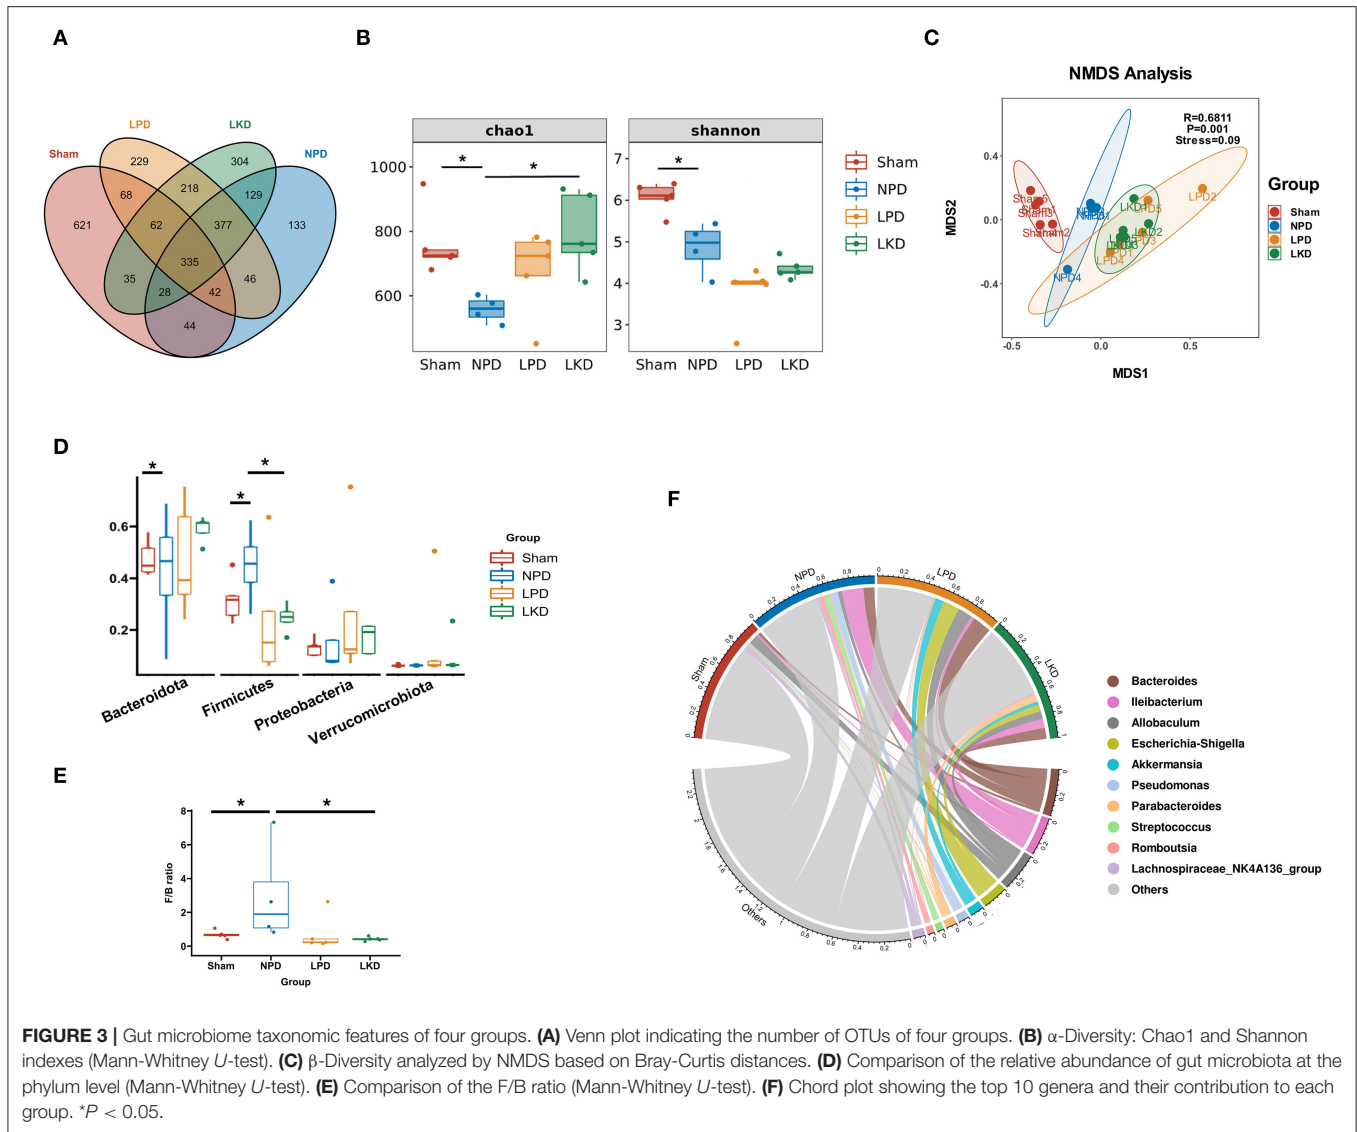 A
Sham
LPD
LKD
NPD
229
304
68
218
129
621
62
377
133
335
35
46
28
42
44
B
chao1
shannon
*
*
*
1000
800
600
7
6
5
4
3
Sham
NPD
LPD
LKD
Sham
NPD
LPD
LKD
Sham
NPD
LPD
LKD
C
NMDS Analysis
R=0.6811
P=0.001
Stress=0.09
MDS2
0.4
0.0
-0.4
-0.5
0.0
0.5
MDS1
Sham3
NPD4
LKD1
LPD5
LKD2
LPD2
LPD4
Group
Sham
NPD
LPD
LKD
D
*
*
*
0.6
0.4
0.2
Bacteroidota
Firmicutes
Proteobacteria
Verrucomicrobiota
Group
Sham
NPD
LPD
LKD
E
*
*
F/B ratio
8
6
4
2
0
Sham
NPD
LPD
LKD
Group
F
Sham
NPD
LPD
LKD
Others
Bacteroides
Ileibacterium
Allobaculum
Escherichia-Shigella
Akkermansia
Pseudomonas
Parabacteroides
Streptococcus
Romboutsia
Lachnospiraceae_NK4A136_group
Others
FIGURE 3 | Gut microbiome taxonomic features of four groups. (A) Venn plot indicating the number of OTUs of four groups. (B) α-Diversity: Chao1 and Shannon
indexes (Mann-Whitney U-test). (C) β-Diversity analyzed by NMDS based on Bray-Curtis distances. (D) Comparison of the relative abundance of gut microbiota at the
phylum level (Mann-Whitney U-test). (E) Comparison of the F/B ratio (Mann-Whitney U-test). (F) Chord plot showing the top 10 genera and their contribution to each
group. *P < 0.05.